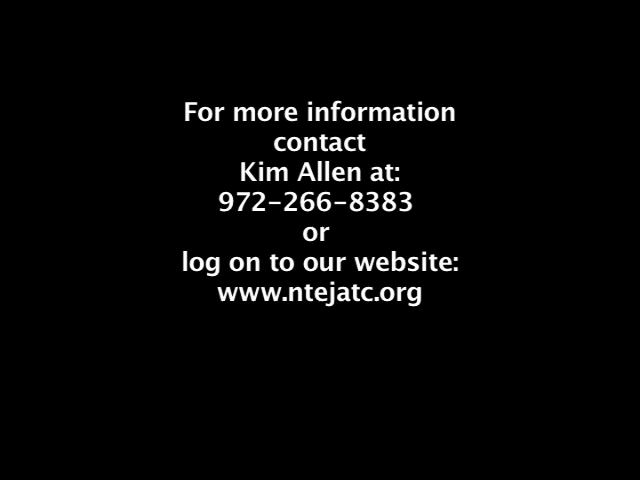 For more information
contact
Kim Allen at:
972-266-8383
or
log on to our website:
www.ntejatc.org